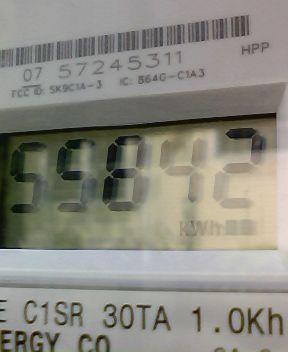 HPP
07 57245311
FCC ID: SK9C1A-3 IC: 864G-C1A3
55842
KWh
E C1SR 30TA 1.0Kh
ERGY CO